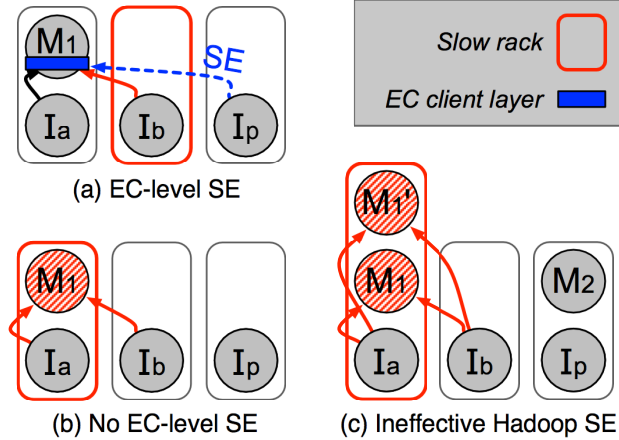 M1
SE
Ia
Ib
Ip
(a) EC-level SE
Slow rack
EC client layer
M1
Ia
Ib
Ip
(b) No EC-level SE
M1'
M1
M2
Ia
Ib
Ip
(c) Ineffective Hadoop SE